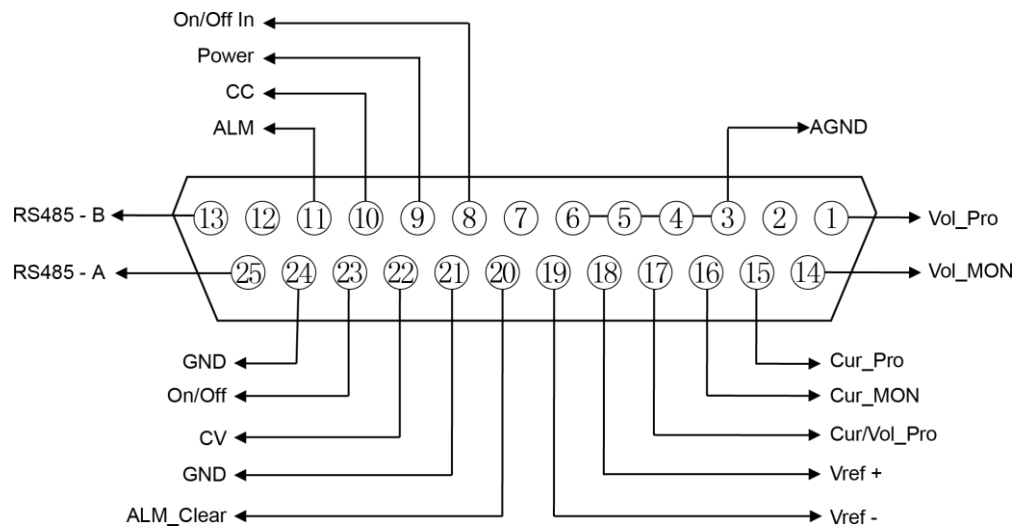 On/Off In
Power
CC
ALM
AGND
RS485 - B
⑬ ⑫ ⑪ ⑩ ⑨ ⑧ ⑦ ⑥ ⑤ ④ ③ ② ①
Vol_Pro
RS485 - A
㉕ ㉔ ㉓ ㉒ ㉑ ⑳ ⑲ ⑱ ⑰ ⑯ ⑮ ⑭
Vol_MON
GND
Cur_Pro
On/Off
Cur_MON
CV
Cur/Vol_Pro
GND
Vref +
ALM_Clear
Vref -